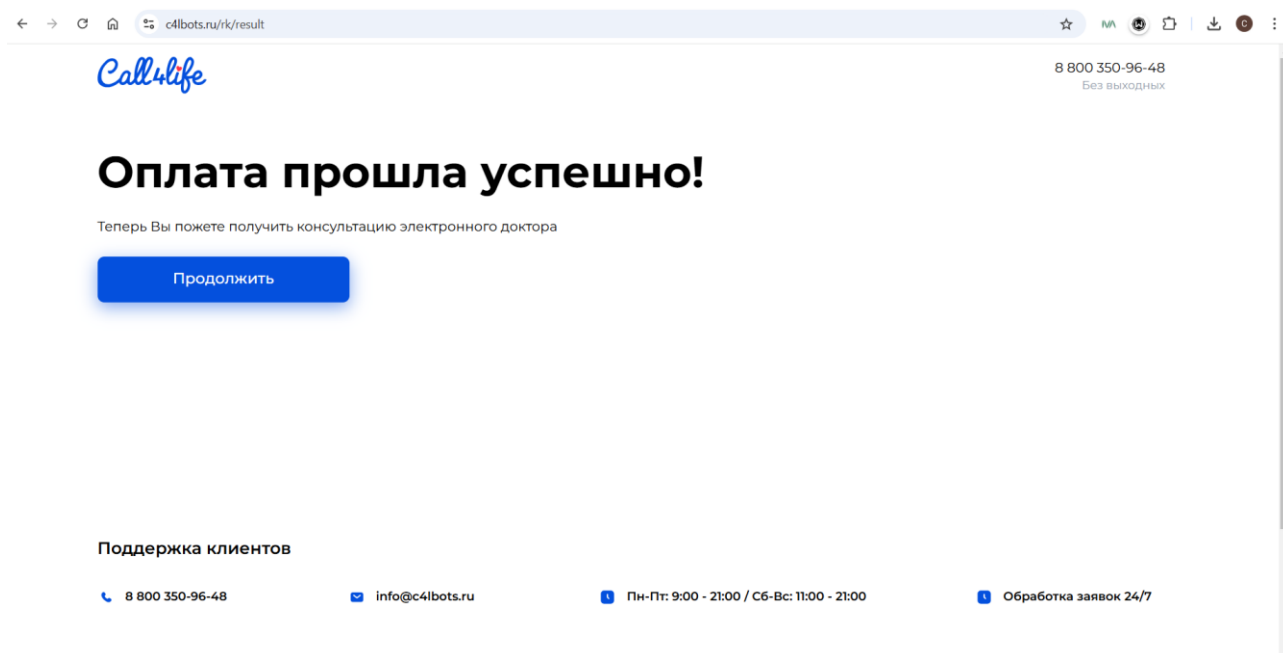 c4lbots.ru/rk/result
Call4life
8 800 350-96-48
Без выходных
Оплата прошла успешно!
Теперь Вы пожете получить консультацию электронного доктора
Продолжить
Поддержка клиентов
8 800 350-96-48
info@c4lbots.ru
Пн-Пт: 9:00 - 21:00 / Сб-Вс: 11:00 - 21:00
Обработка заявок 24/7